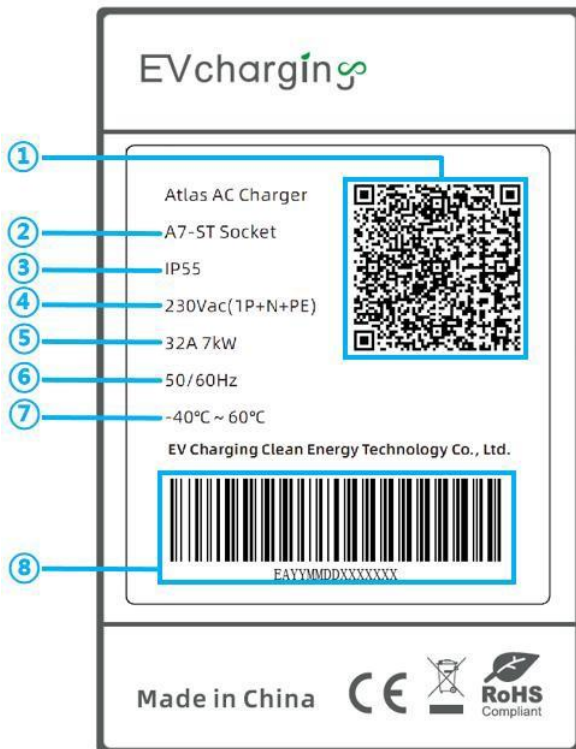 EVcharging
①
Atlas AC Charger
② A7-ST Socket
③ IP55
④ 230Vac(1P+N+PE)
⑤ 32A 7kW
⑥ 50/60Hz
⑦ -40℃ ~ 60℃
EV Charging Clean Energy Technology Co., Ltd.
⑧
EAYYMMDDXXXXXXX
Made in China CE RoHS
Compliant